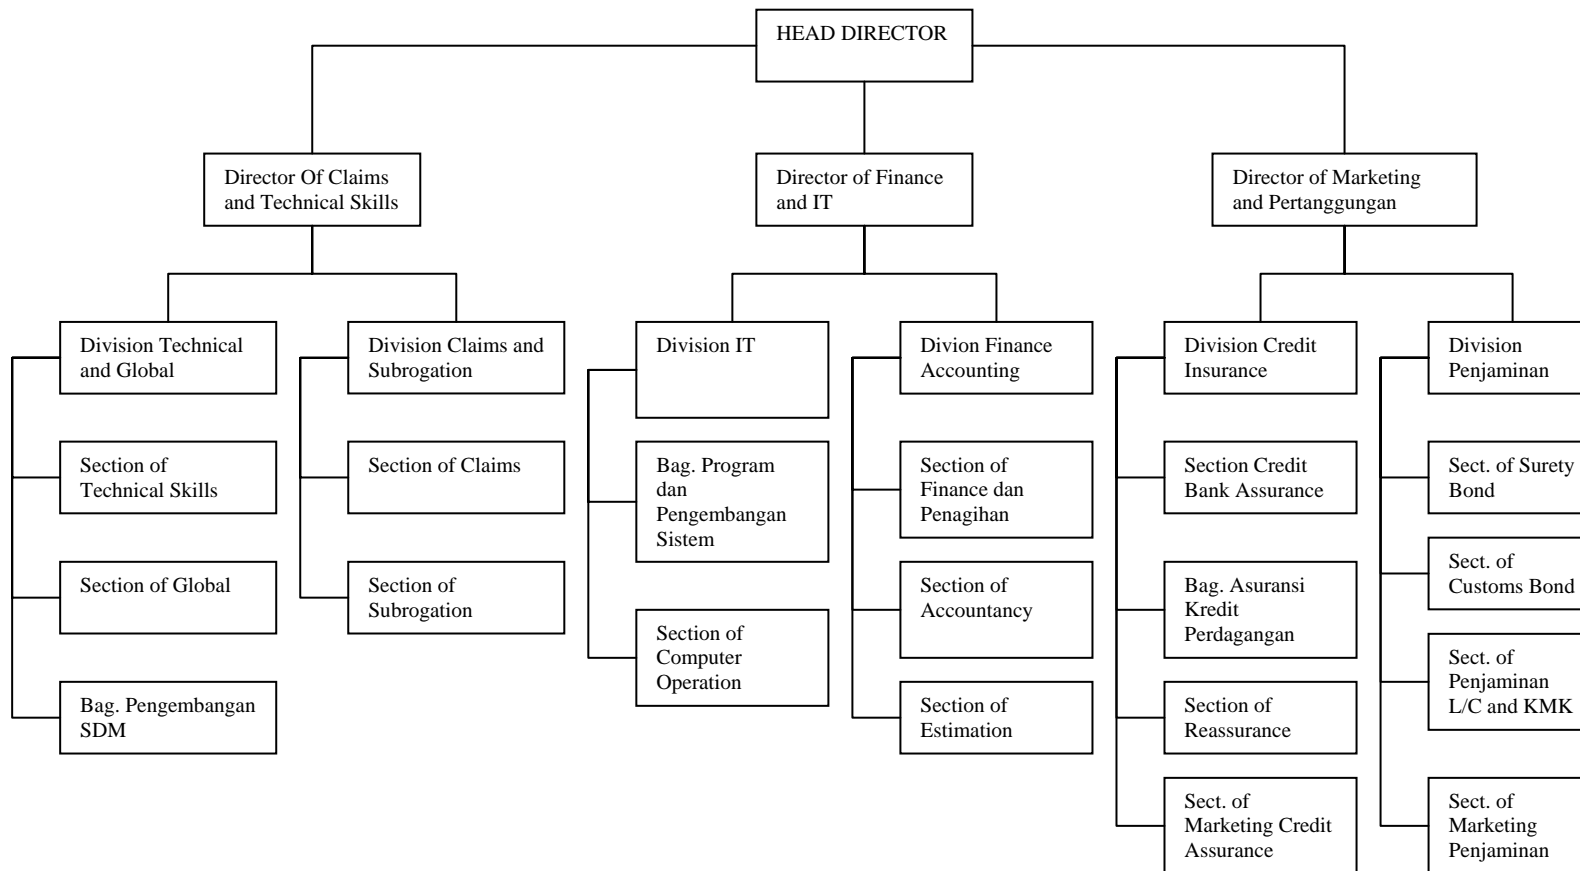 HEAD DIRECTOR
Director Of Claims
and Technical Skills
Director of Finance
and IT
Director of Marketing
and Pertanggungan
Division Technical
and Global
Division Claims and
Subrogation
Division IT
Divion Finance
Accounting
Division Credit
Insurance
Division
Penjaminan
Section of
Technical Skills
Section of Claims
Bag. Program
dan
Pengembangan
Sistem
Section of
Finance dan
Penagihan
Section Credit
Bank Assurance
Sect. of Surety
Bond
Section of Global
Section of
Subrogation
Section of
Computer
Operation
Section of
Accountancy
Bag. Asuransi
Kredit
Perdagangan
Sect. of
Customs Bond
Sect. of
Penjaminan
L/C and KMK
Bag. Pengembangan
SDM
Section of
Estimation
Section of
Reassurance
Sect. of
Marketing Credit
Assurance
Sect. of
Marketing
Penjaminan